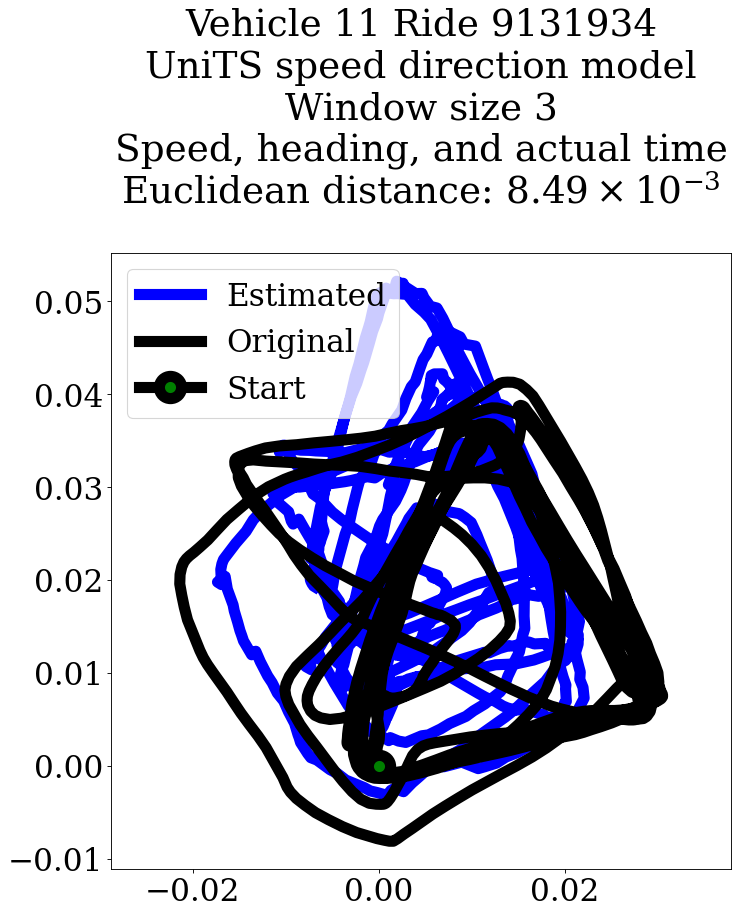 Vehicle 11 Ride 9131934
UniTS speed direction model
Window size 3
Speed, heading, and actual time
Euclidean distance: 8.49 × 10⁻³
Estimated
Original
Start
0.05
0.04
0.03
0.02
0.01
0.00
−0.01
−0.02 0.00 0.02